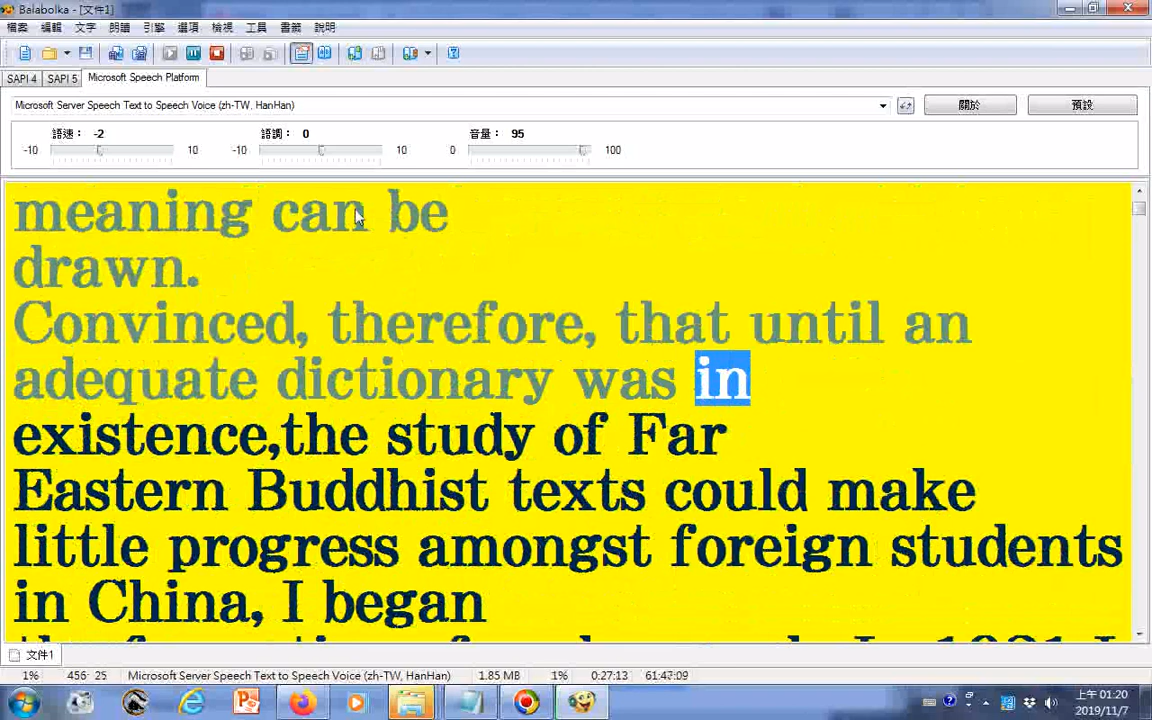 Balabolka - [文件1]
檔案 編輯 文字 朗讀 引擎 選項 檢視 工具 書籤 說明
SAPI 4 SAPI 5 Microsoft Speech Platform
Microsoft Server Speech Text to Speech Voice (zh-TW, HanHan) 關於 預設
語速： -2 語調： 0 音量： 95
-10 10 -10 10 0 100
meaning can be
drawn.
Convinced, therefore, that until an
adequate dictionary was in
existence,the study of Far
Eastern Buddhist texts could make
little progress amongst foreign students
in China, I began
文件1
1% 456: 25 Microsoft Server Speech Text to Speech Voice (zh-TW, HanHan) 1.85 MB 1% 0:27:13 61:47:09
上午 01:20
2019/11/7